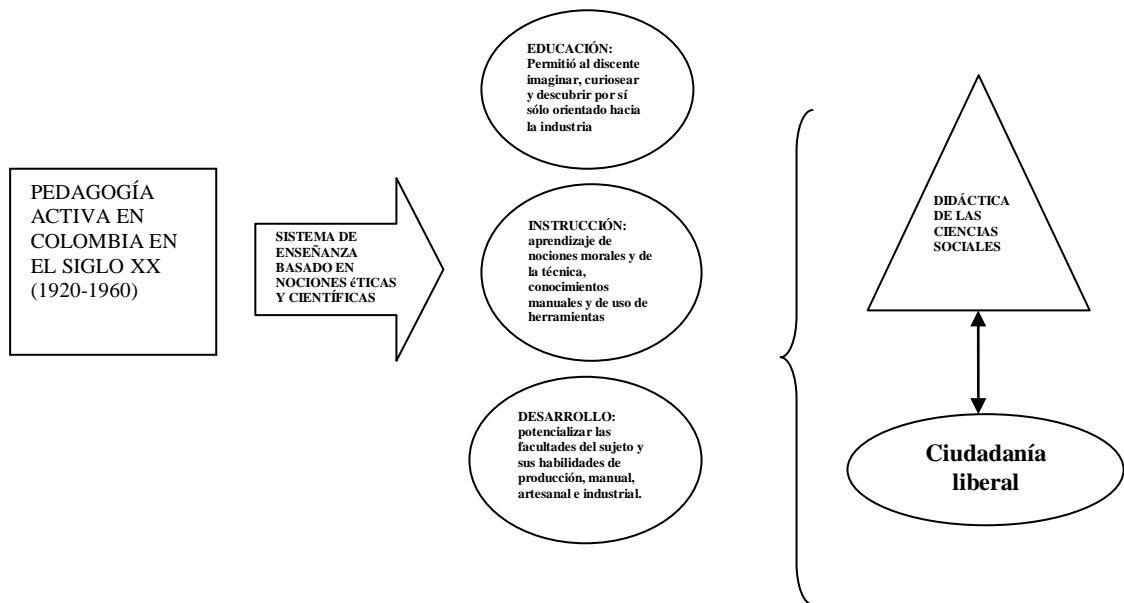 PEDAGOGÍA
ACTIVA EN
COLOMBIA EN
EL SIGLO XX
(1920-1960)
SISTEMA DE
ENSEÑANZA
BASADO EN
NOCIONES éTICAS
Y CIENTÍFICAS
EDUCACIÓN:
Permitió al discente
imaginar, curiosear
y descubrir por sí
sólo orientado hacia
la industria
INSTRUCCIÓN:
aprendizaje de
nociones morales y de
la técnica,
conocimientos
manuales y de uso de
herramientas
DESARROLLO:
potencializar las
facultades del sujeto y
sus habilidades de
producción, manual,
artesanal e industrial.
DIDÁCTICA
DE LAS
CIENCIAS
SOCIALES
Ciudadanía
liberal